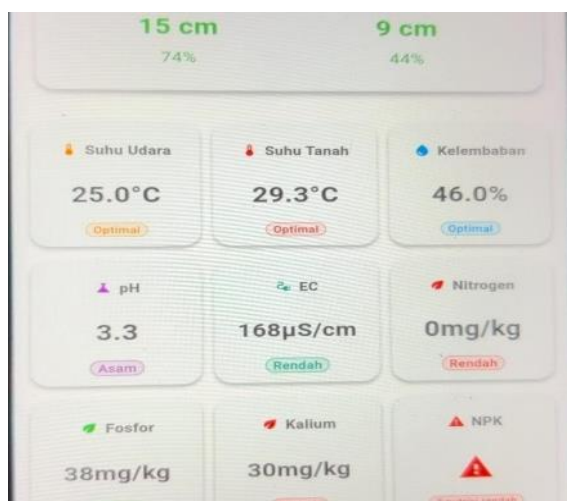 15 cm 9 cm
74% 44%
Suhu Udara Suhu Tanah Kelembaban
25.0°C 29.3°C 46.0%
Optimal Optimal Optimal
pH EC Nitrogen
3.3 168µS/cm 0mg/kg
Asam Rendah Rendah
Fosfor Kalium NPK
38mg/kg 30mg/kg